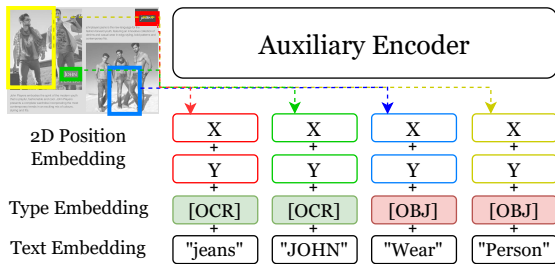 Auxiliary Encoder
2D Position
Embedding
X X X X
+ + + +
Y Y Y Y
+ + + +
Type Embedding [OCR] [OCR] [OBJ] [OBJ]
+ + + +
Text Embedding "jeans" "JOHN" "Wear" "Person"